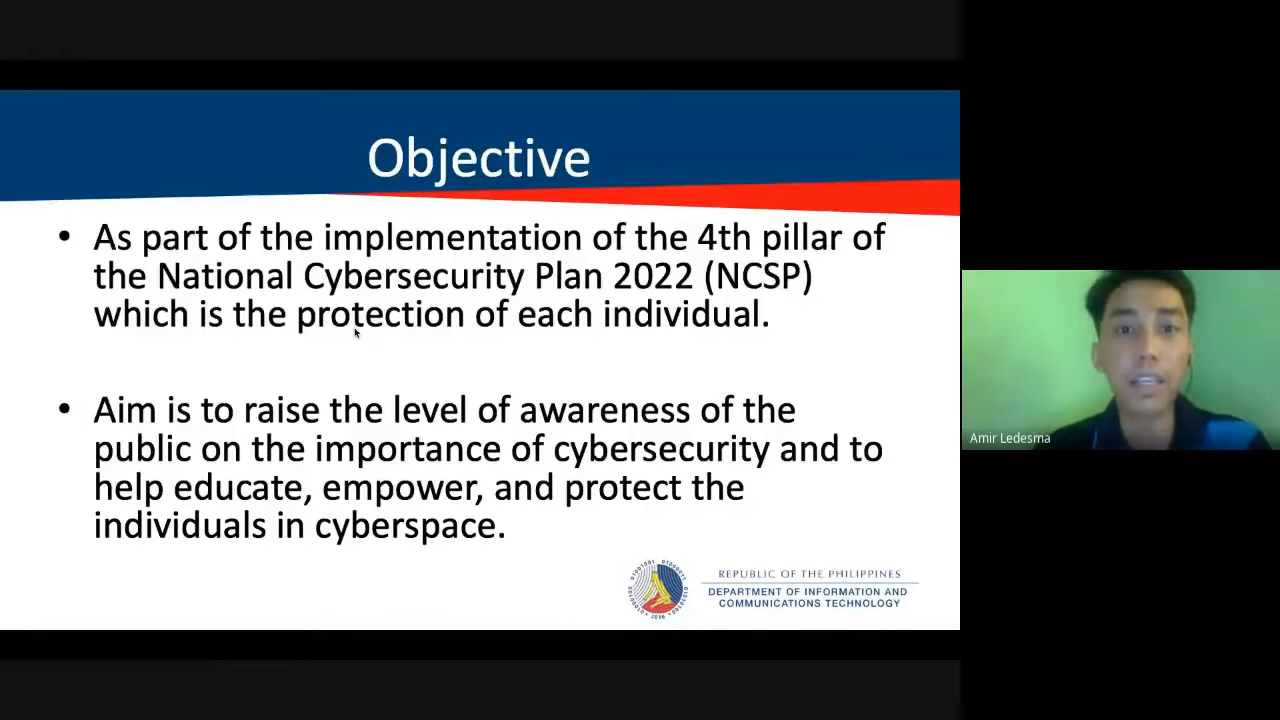 Objective
• As part of the implementation of the 4th pillar of
the National Cybersecurity Plan 2022 (NCSP)
which is the protection of each individual.
• Aim is to raise the level of awareness of the
public on the importance of cybersecurity and to
help educate, empower, and protect the
individuals in cyberspace.
REPUBLIC OF THE PHILIPPINES
DEPARTMENT OF INFORMATION AND
COMMUNICATIONS TECHNOLOGY
Amir Ledesma